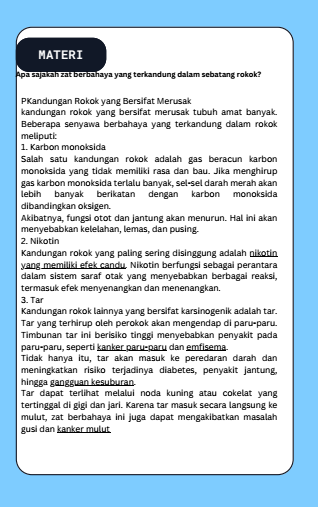 MATERI
Apa sajakah zat berbahaya yang terkandung dalam sebatang rokok?
PKandungan Rokok yang Bersifat Merusak
kandungan rokok yang bersifat merusak tubuh amat banyak.
Beberapa senyawa berbahaya yang terkandung dalam rokok
meliputi:
1. Karbon monoksida
Salah satu kandungan rokok adalah gas beracun karbon
monoksida yang tidak memiliki rasa dan bau. Jika menghirup
gas karbon monoksida terlalu banyak, sel-sel darah merah akan
lebih banyak berikatan dengan karbon monoksida
dibandingkan oksigen.
Akibatnya, fungsi otot dan jantung akan menurun. Hal ini akan
menyebabkan kelelahan, lemas, dan pusing.
2. Nikotin
Kandungan rokok yang paling sering disinggung adalah nikotin
yang memiliki efek candu. Nikotin berfungsi sebagai perantara
dalam sistem saraf otak yang menyebabkan berbagai reaksi,
termasuk efek menyenangkan dan menenangkan.
3. Tar
Kandungan rokok lainnya yang bersifat karsinogenik adalah tar.
Tar yang terhirup oleh perokok akan mengendap di paru-paru.
Timbunan tar ini berisiko tinggi menyebabkan penyakit pada
paru-paru, seperti kanker paru-paru dan emfisema.
Tidak hanya itu, tar akan masuk ke peredaran darah dan
meningkatkan risiko terjadinya diabetes, penyakit jantung,
hingga gangguan kesuburan.
Tar dapat terlihat melalui noda kuning atau cokelat yang
tertinggal di gigi dan jari. Karena tar masuk secara langsung ke
mulut, zat berbahaya ini juga dapat mengakibatkan masalah
gusi dan kanker mulut